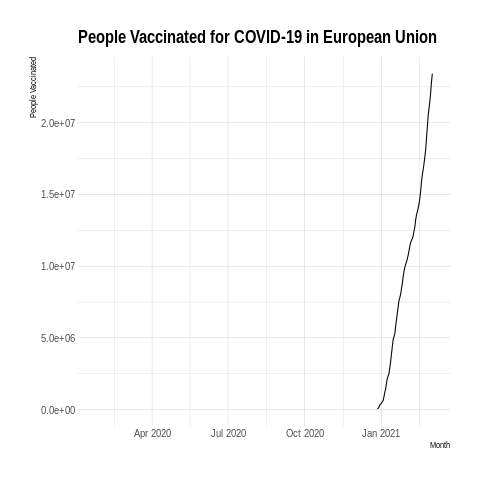 People Vaccinated for COVID-19 in European Union
People Vaccinated
2.0e+07
1.5e+07
1.0e+07
5.0e+06
0.0e+00
Apr 2020 Jul 2020 Oct 2020 Jan 2021
Month